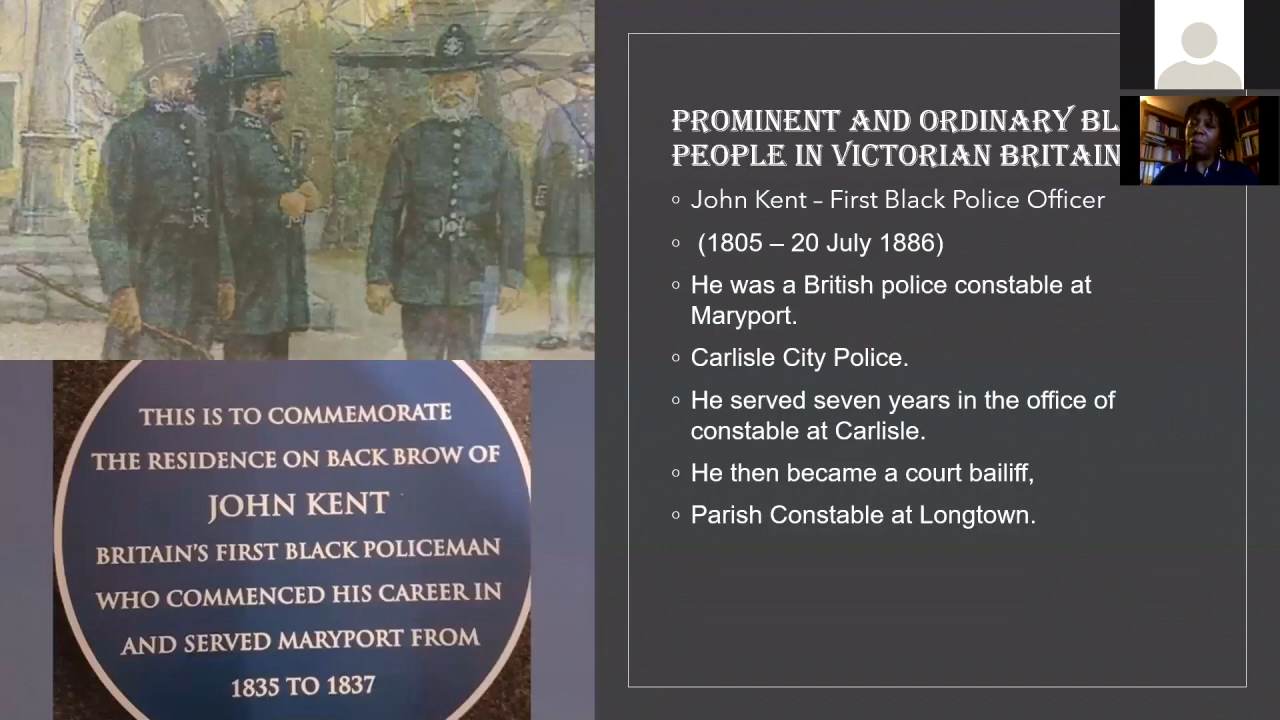 THIS IS TO COMMEMORATE
THE RESIDENCE ON BACK BROW OF
JOHN KENT
BRITAIN'S FIRST BLACK POLICEMAN
WHO COMMENCED HIS CAREER IN
AND SERVED MARYPORT FROM
1835 TO 1837
PROMINENT AND ORDINARY BL
PEOPLE IN VICTORIAN BRITAIN
John Kent – First Black Police Officer
(1805 – 20 July 1886)
He was a British police constable at
Maryport.
Carlisle City Police.
He served seven years in the office of
constable at Carlisle.
He then became a court bailiff,
Parish Constable at Longtown.